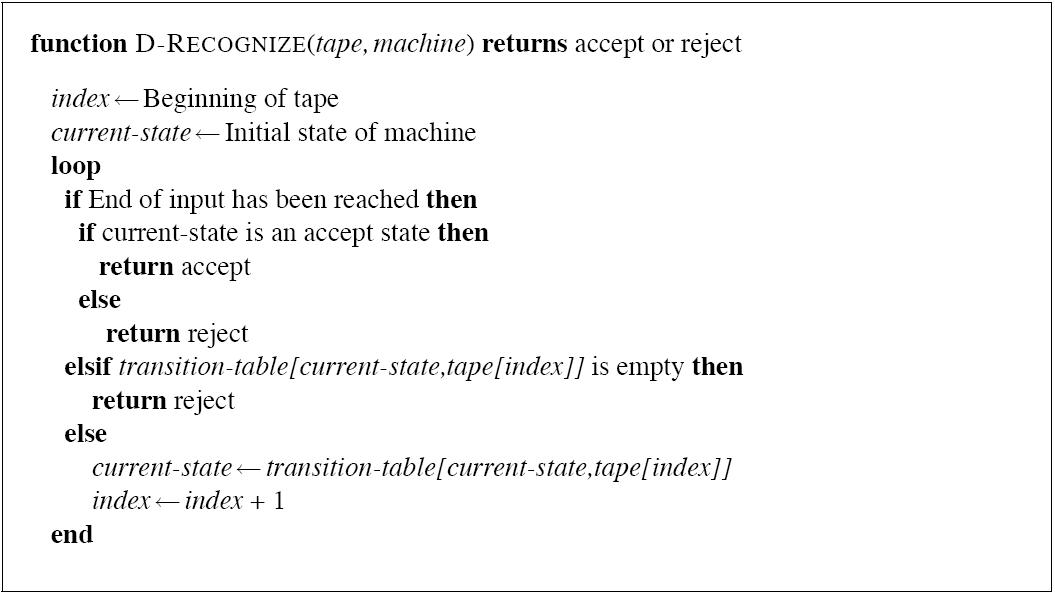 function D-RECOGNIZE(tape, machine) returns accept or reject
index ← Beginning of tape
current-state ← Initial state of machine
loop
if End of input has been reached then
if current-state is an accept state then
return accept
else
return reject
elsif transition-table[current-state,tape[index]] is empty then
return reject
else
current-state ← transition-table[current-state,tape[index]]
index ← index + 1
end